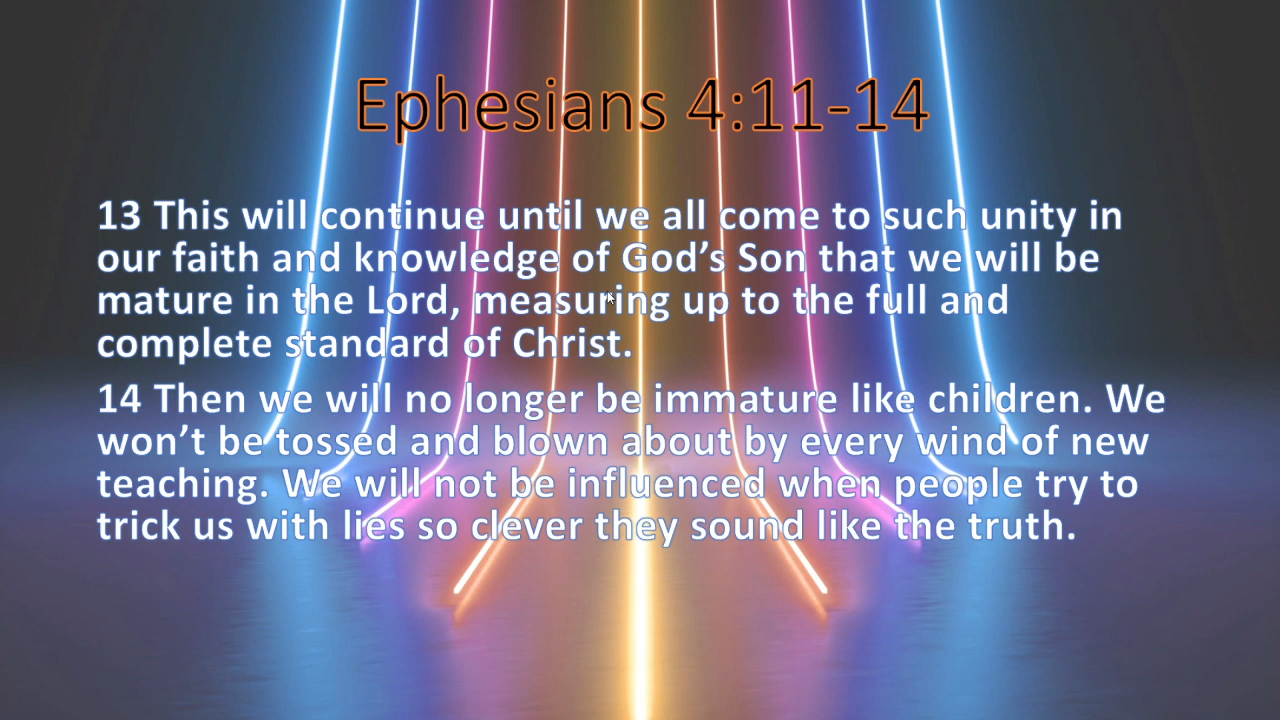 Ephesians 4:11-14
13 This will continue until we all come to such unity in
our faith and knowledge of God’s Son that we will be
mature in the Lord, measuring up to the full and
complete standard of Christ.
14 Then we will no longer be immature like children. We
won’t be tossed and blown about by every wind of new
teaching. We will not be influenced when people try to
trick us with lies so clever they sound like the truth.